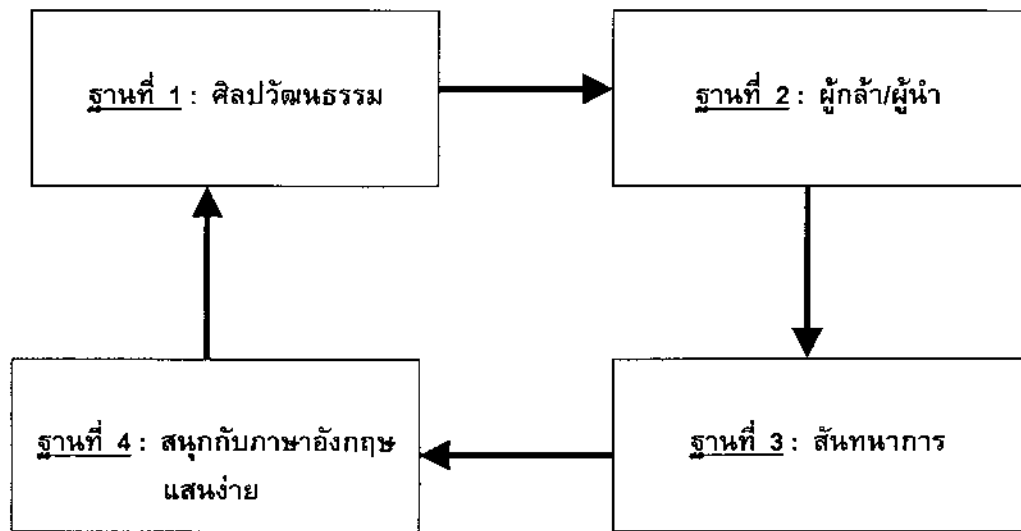 ฐานที่ 1 : ศิลปวัฒนธรรม
ฐานที่ 2 : ผู้กล้า/ผู้นำ
ฐานที่ 4 : สนุกกับภาษาอังกฤษ
แสนง่าย
ฐานที่ 3 : สันทนาการ